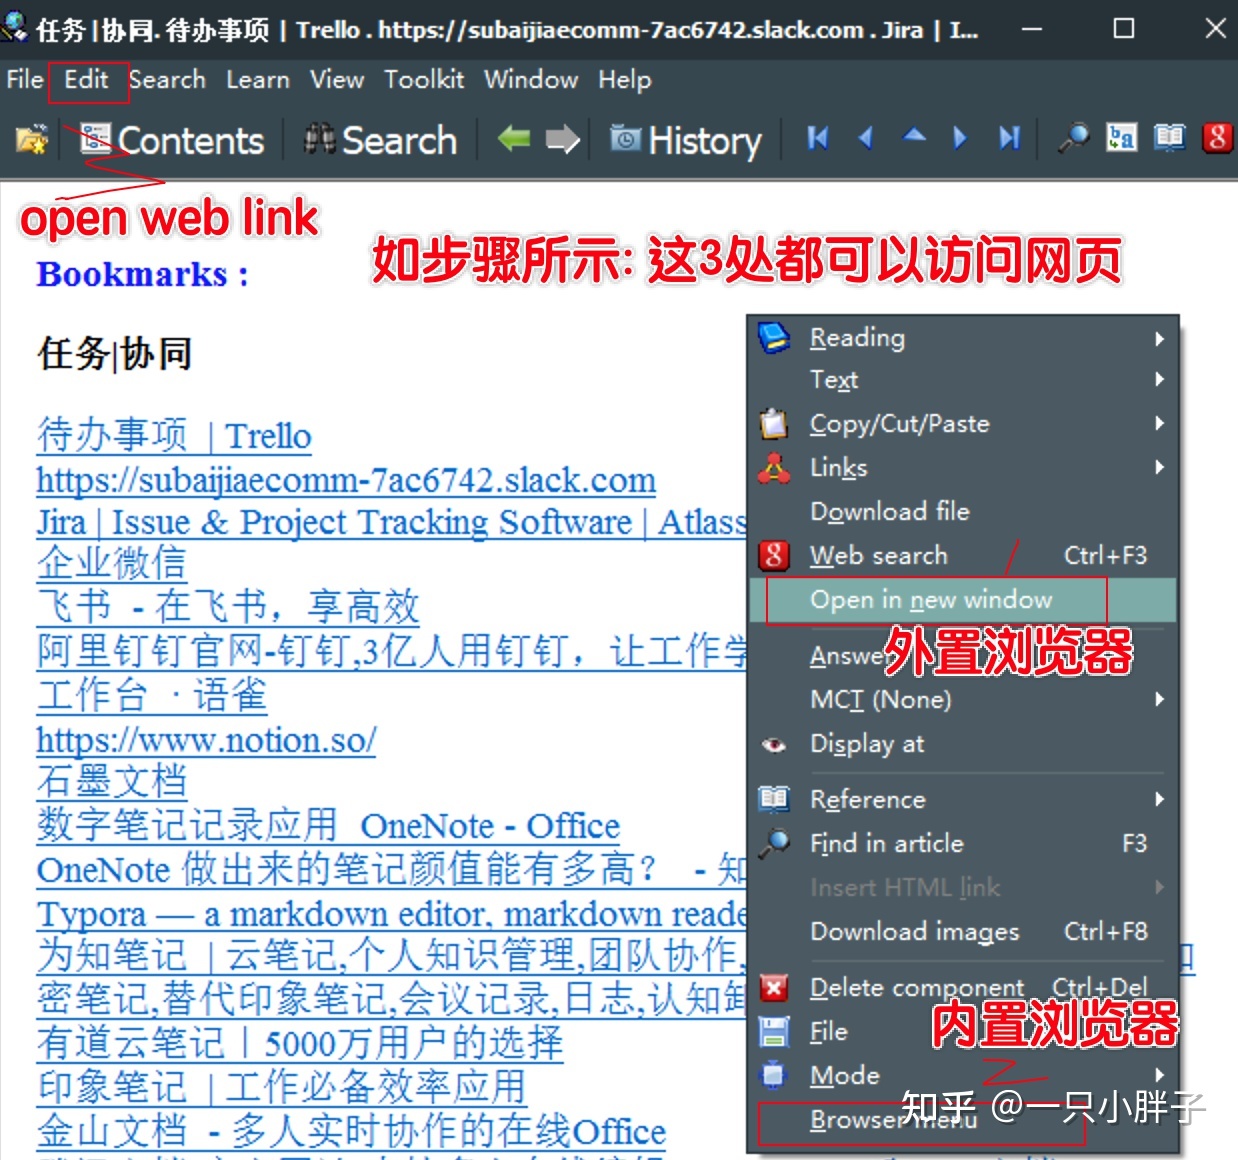 任务|协同. 待办事项 | Trello . https://subaijiaecomm-7ac6742.slack.com . Jira | I...
File Edit Search Learn View Toolkit Window Help
Contents Search History
open web link
如步骤所示: 这3处都可以访问网页
Bookmarks :
任务|协同
待办事项 | Trello
https://subaijiaecomm-7ac6742.slack.com
Jira | Issue & Project Tracking Software | Atlass
企业微信
飞书 - 在飞书，享高效
阿里钉钉官网-钉钉,3亿人用钉钉，让工作学
工作台 · 语雀
https://www.notion.so/
石墨文档
数字笔记记录应用 OneNote - Office
OneNote 做出来的笔记颜值能有多高？ - 知
Typora — a markdown editor, markdown reade
为知笔记 | 云笔记,个人知识管理,团队协作,
密笔记,替代印象笔记,会议记录,日志,认知卸
有道云笔记 | 5000万用户的选择
印象笔记 | 工作必备效率应用
金山文档 - 多人实时协作的在线Office
Reading
Text
Copy/Cut/Paste
Links
Download file
Web search Ctrl+F3
Open in new window
外置浏览器
Answe
MCT (None)
Display at
Reference
Find in article F3
Insert HTML link
Download images Ctrl+F8
Delete component Ctrl+Del
内置浏览器
File
Mode
Browser menu
知乎 @一只小胖子